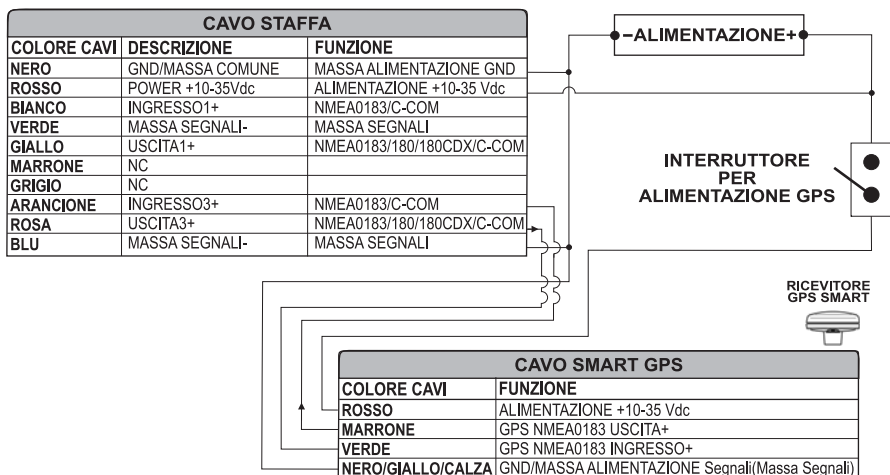 CAVO STAFFA
COLORE CAVI DESCRIZIONE FUNZIONE
NERO GND/MASSA COMUNE MASSA ALIMENTAZIONE GND
ROSSO POWER +10-35Vdc ALIMENTAZIONE +10-35 Vdc
BIANCO INGRESSO1+ NMEA0183/C-COM
VERDE MASSA SEGNALI- MASSA SEGNALI
GIALLO USCITA1+ NMEA0183/180/180CDX/C-COM
MARRONE NC
GRIGIO NC
ARANCIONE INGRESSO3+ NMEA0183/C-COM
ROSA USCITA3+ NMEA0183/180/180CDX/C-COM
BLU MASSA SEGNALI- MASSA SEGNALI
−ALIMENTAZIONE+
INTERRUTTORE
PER
ALIMENTAZIONE GPS
RICEVITORE
GPS SMART
CAVO SMART GPS
COLORE CAVI FUNZIONE
ROSSO ALIMENTAZIONE +10-35 Vdc
MARRONE GPS NMEA0183 USCITA+
VERDE GPS NMEA0183 INGRESSO+
NERO/GIALLO/CALZA GND/MASSA ALIMENTAZIONE Segnali(Massa Segnali)